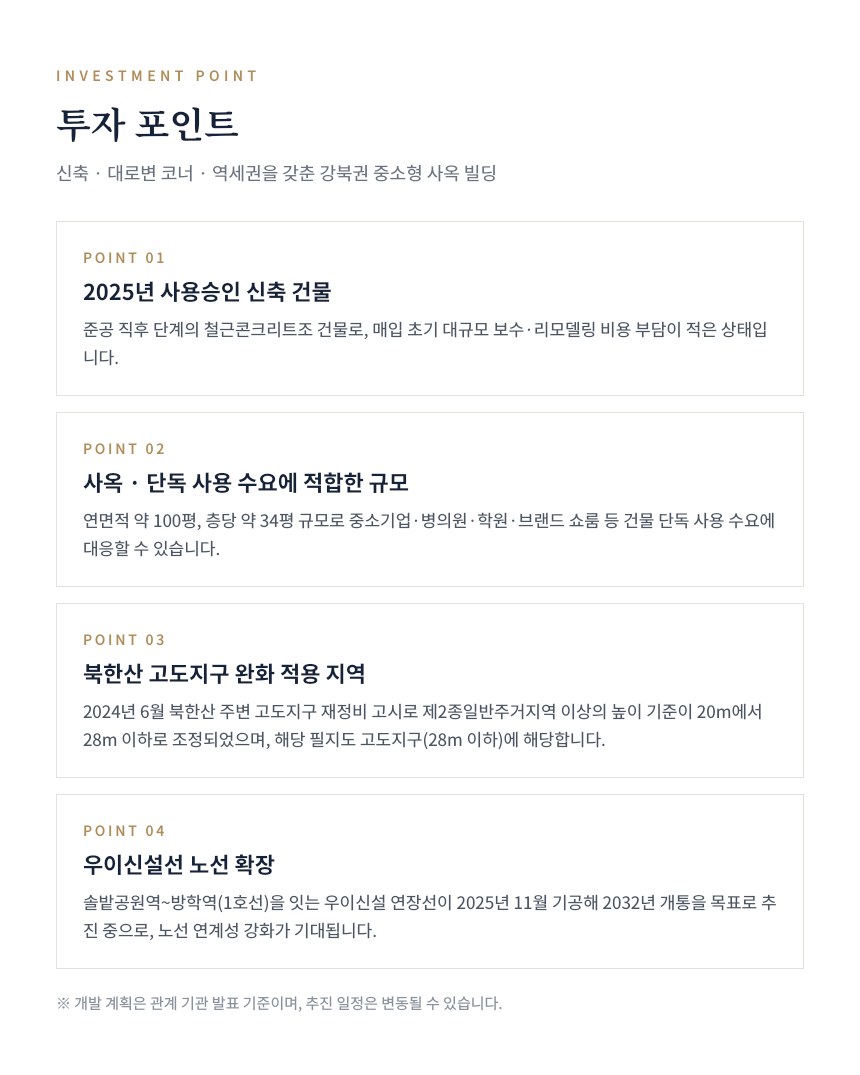 INVESTMENT POINT
투자 포인트
신축 · 대로변 코너 · 역세권을 갖춘 강북권 중소형 사옥 빌딩
POINT 01
2025년 사용승인 신축 건물
준공 직후 단계의 철근콘크리트조 건물로, 매입 초기 대규모 보수·리모델링 비용 부담이 적은 상태입
니다.
POINT 02
사옥 · 단독 사용 수요에 적합한 규모
연면적 약 100평, 층당 약 34평 규모로 중소기업·병의원·학원·브랜드 쇼룸 등 건물 단독 사용 수요에
대응할 수 있습니다.
POINT 03
북한산 고도지구 완화 적용 지역
2024년 6월 북한산 주변 고도지구 재정비 고시로 제2종일반주거지역 이상의 높이 기준이 20m에서
28m 이하로 조정되었으며, 해당 필지도 고도지구(28m 이하)에 해당합니다.
POINT 04
우이신설선 노선 확장
솔밭공원역~방학역(1호선)을 잇는 우이신설 연장선이 2025년 11월 기공해 2032년 개통을 목표로 추
진 중으로, 노선 연계성 강화가 기대됩니다.
※ 개발 계획은 관계 기관 발표 기준이며, 추진 일정은 변동될 수 있습니다.